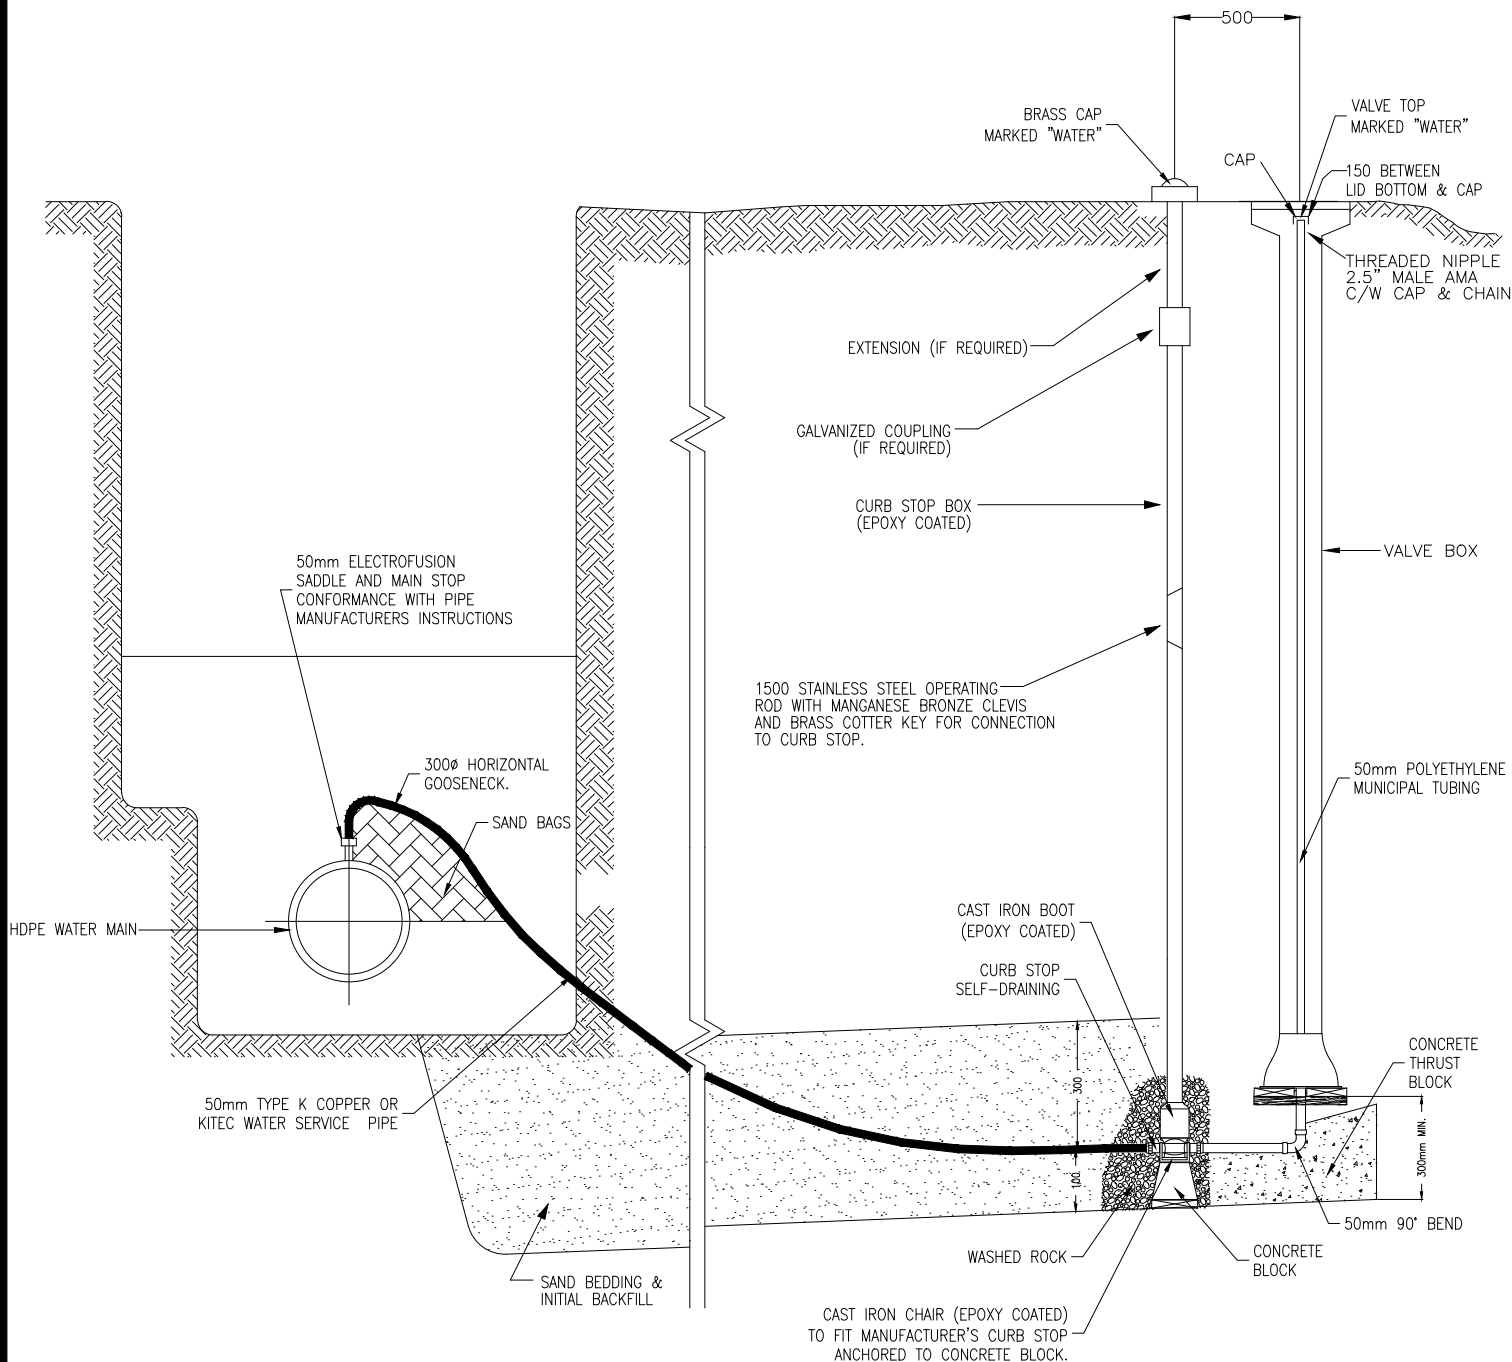 500
BRASS CAP
MARKED "WATER"
VALVE TOP
MARKED "WATER"
CAP
150 BETWEEN
LID BOTTOM & CAP
THREADED NIPPLE
2.5" MALE AMA
C/W CAP & CHAIN
EXTENSION (IF REQUIRED)
GALVANIZED COUPLING
(IF REQUIRED)
CURB STOP BOX
(EPOXY COATED)
VALVE BOX
50mm ELECTROFUSION
SADDLE AND MAIN STOP
CONFORMANCE WITH PIPE
MANUFACTURERS INSTRUCTIONS
1500 STAINLESS STEEL OPERATING
ROD WITH MANGANESE BRONZE CLEVIS
AND BRASS COTTER KEY FOR CONNECTION
TO CURB STOP.
300ø HORIZONTAL
GOOSENECK.
50mm POLYETHYLENE
MUNICIPAL TUBING
SAND BAGS
HDPE WATER MAIN
CAST IRON BOOT
(EPOXY COATED)
CURB STOP
SELF-DRAINING
CONCRETE
THRUST
BLOCK
300
100
300mm MIN.
50mm TYPE K COPPER OR
KITEC WATER SERVICE PIPE
50mm 90° BEND
WASHED ROCK
CONCRETE
BLOCK
SAND BEDDING &
INITIAL BACKFILL
CAST IRON CHAIR (EPOXY COATED)
TO FIT MANUFACTURER'S CURB STOP
ANCHORED TO CONCRETE BLOCK.